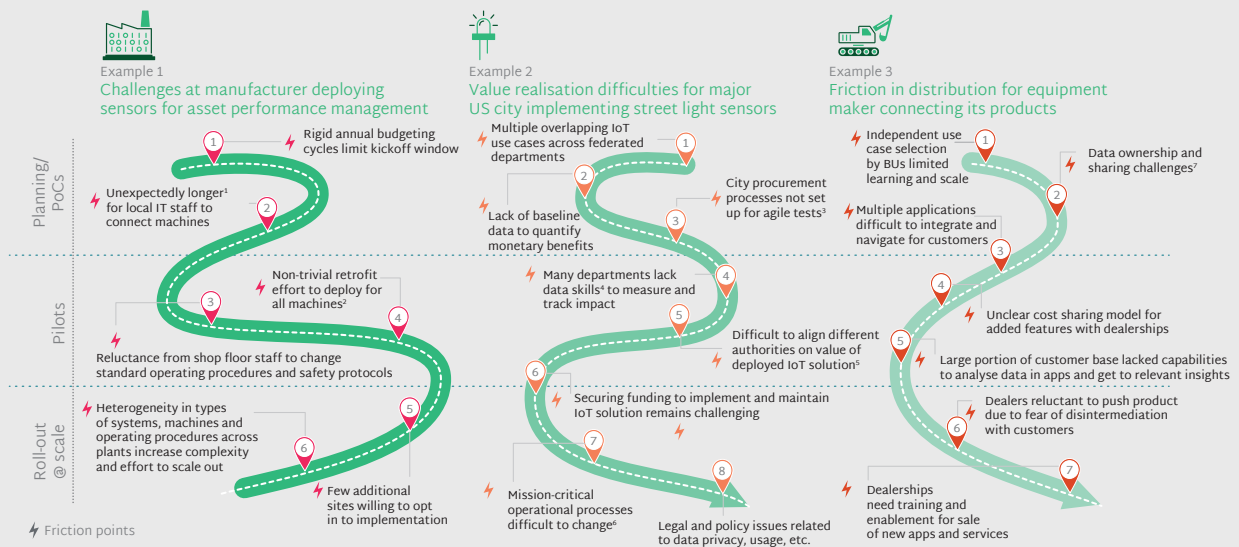 Example 1
Challenges at manufacturer deploying
sensors for asset performance management
Example 2
Value realisation difficulties for major
US city implementing street light sensors
Example 3
Friction in distribution for equipment
maker connecting its products
Planning/
PoCs
Pilots
Roll-out
@ scale
1
Rigid annual budgeting
cycles limit kickoff window
2
Unexpectedly longer¹
for local IT staff to
connect machines
3
Reluctance from shop floor staff to change
standard operating procedures and safety protocols
4
Non-trivial retrofit
effort to deploy for
all machines²
5
Few additional
sites willing to opt
in to implementation
6
Heterogeneity in types
of systems, machines and
operating procedures across
plants increase complexity
and effort to scale out
1
Multiple overlapping IoT
use cases across federated
departments
2
Lack of baseline
data to quantify
monetary benefits
3
City procurement
processes not set
up for agile tests³
4
Many departments lack
data skills⁴ to measure and
track impact
5
Difficult to align different
authorities on value of
deployed IoT solution⁵
6
Securing funding to implement and maintain
IoT solution remains challenging
7
Mission-critical
operational processes
difficult to change⁶
8
Legal and policy issues related
to data privacy, usage, etc.
1
Independent use
case selection
by BUs limited
learning and scale
2
Data ownership and
sharing challenges⁷
3
Multiple applications
difficult to integrate and
navigate for customers
4
Unclear cost sharing model for
added features with dealerships
5
Large portion of customer base lacked capabilities
to analyse data in apps and get to relevant insights
6
Dealers reluctant to push product
due to fear of disintermediation
with customers
7
Dealerships
need training and
enablement for sale
of new apps and services
Friction points